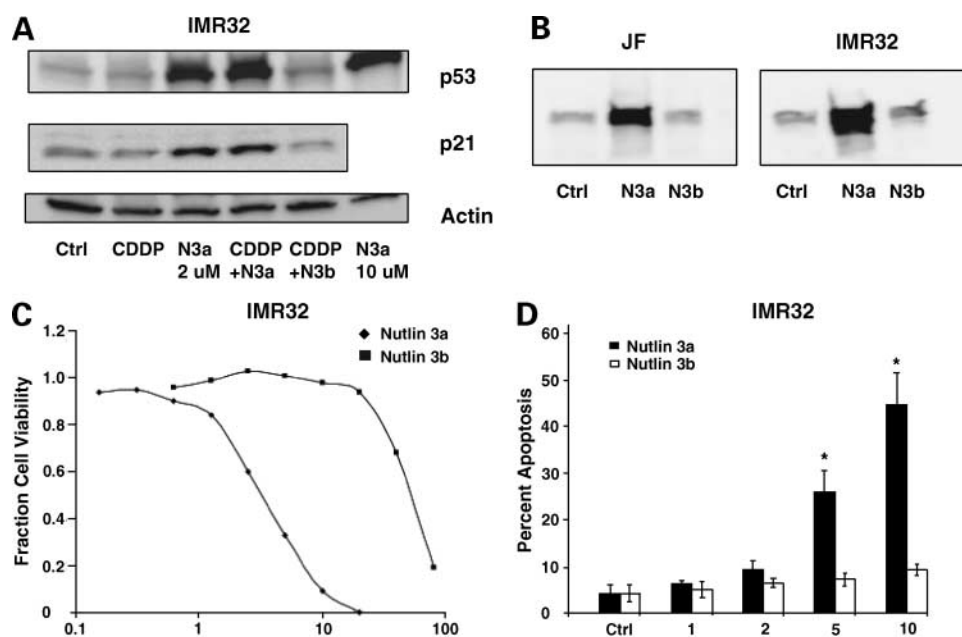 A
IMR32
p53
p21
Actin
Ctrl CDDP N3a CDDP CDDP N3a
2 uM +N3a +N3b 10 uM
B
JF IMR32
Ctrl N3a N3b Ctrl N3a N3b
C
IMR32
Nutlin 3a
Nutlin 3b
Fraction Cell Viability
1.2
1.0
0.8
0.6
0.4
0.2
0
0.1 1 10 100
D
IMR32
Nutlin 3a
Nutlin 3b
Percent Apoptosis
60
50
40
30
20
10
0
* *
Ctrl 1 2 5 10